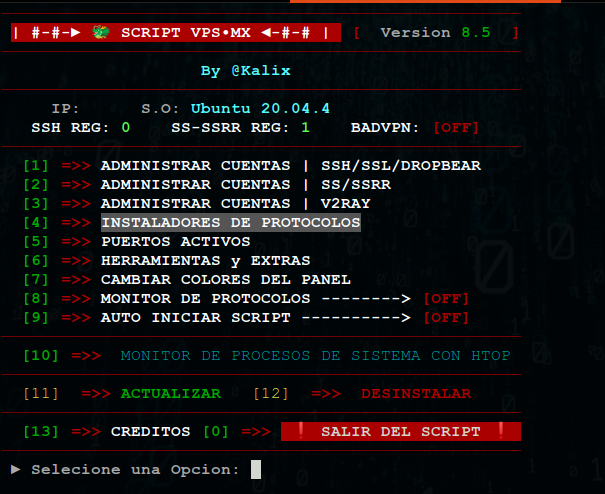 | #-#-► 🐲 SCRIPT VPS•MX ◄-#-# | [ Version 8.5 ]
By @Kalix
IP: S.O: Ubuntu 20.04.4
SSH REG: 0 SS-SSRR REG: 1 BADVPN: [OFF]
[1] =>> ADMINISTRAR CUENTAS | SSH/SSL/DROPBEAR
[2] =>> ADMINISTRAR CUENTAS | SS/SSRR
[3] =>> ADMINISTRAR CUENTAS | V2RAY
[4] =>> INSTALADORES DE PROTOCOLOS
[5] =>> PUERTOS ACTIVOS
[6] =>> HERRAMIENTAS y EXTRAS
[7] =>> CAMBIAR COLORES DEL PANEL
[8] =>> MONITOR DE PROTOCOLOS --------> [OFF]
[9] =>> AUTO INICIAR SCRIPT ----------> [OFF]
[10] =>> MONITOR DE PROCESOS DE SISTEMA CON HTOP
[11] =>> ACTUALIZAR [12] =>> DESINSTALAR
[13] =>> CREDITOS [0] =>> ❗ SALIR DEL SCRIPT ❗
► Selecione una Opcion: